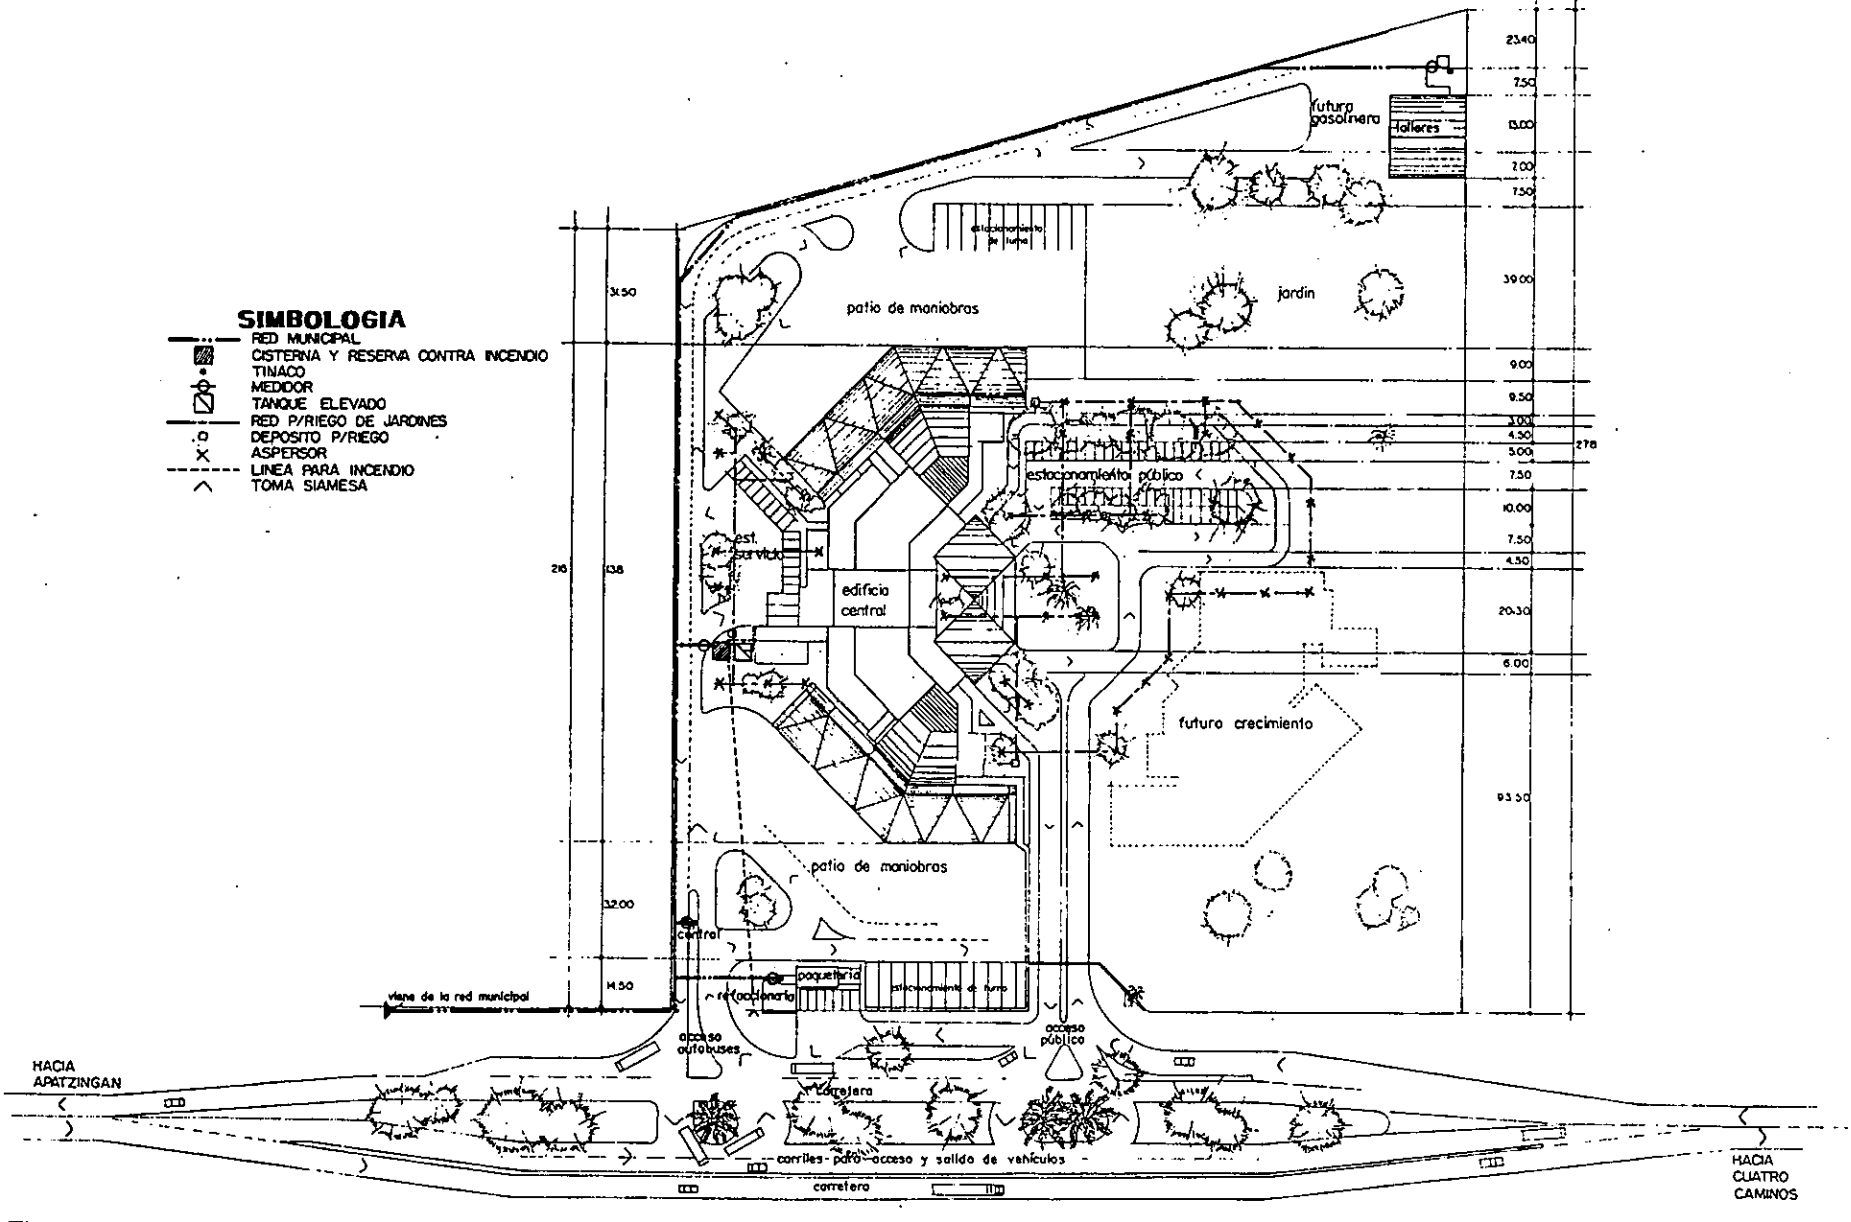 SIMBOLOGIA
RED MUNICIPAL
CISTERNA Y RESERVA CONTRA INCENDIO
TINACO
MEDIDOR
TANQUE ELEVADO
RED P/RIEGO DE JARDINES
DEPOSITO P/RIEGO
ASPERSOR
LINEA PARA INCENDIO
TOMA SIAMESA
futura
gasolinera
talleres
estacionamiento
de turno
patio de maniobras
jardin
estacionamiento público
est.
servicio
edificio
central
futuro crecimiento
patio de maniobras
control
paqueteria
refaccionaria
estacionamiento de turno
viene de la red municipal
acceso
autobuses
acceso
público
HACIA
APATZINGAN
carretera
carriles para acceso y salida de vehículos
carretera
HACIA
CUATRO
CAMINOS
31.50
216
138
32.00
14.50
23.40
7.50
13.00
7.00
7.50
39.00
9.00
9.50
3.00
4.50
5.00
7.50
10.00
7.50
4.50
20.30
6.00
93.50
278